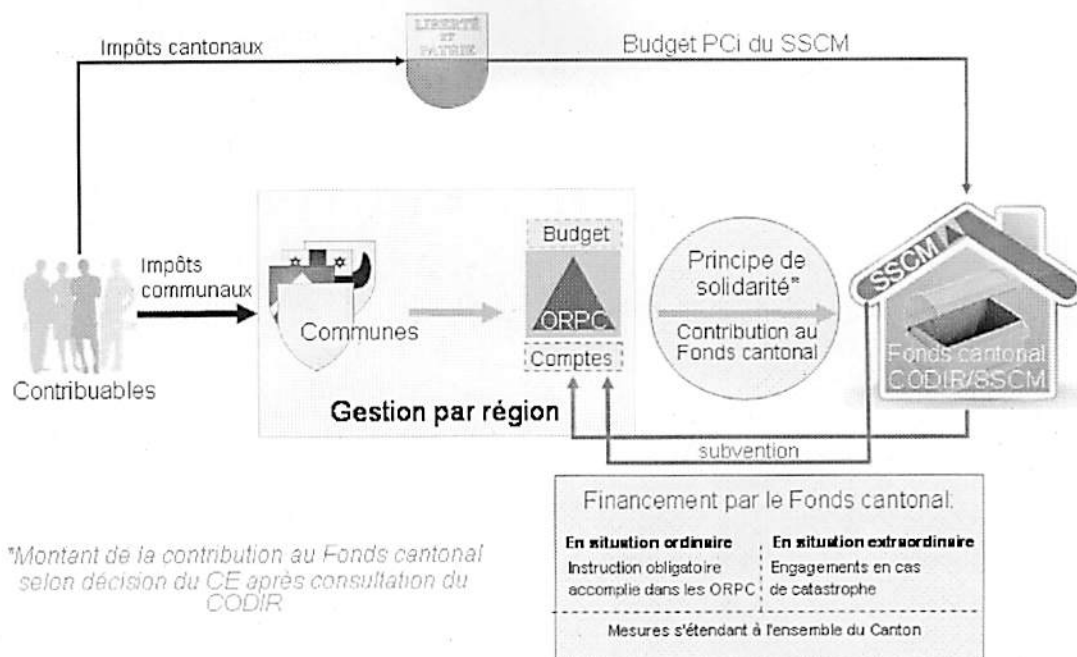 LIBERTÉ
ET
PATRIE
Impôts cantonaux
Budget PCi du SSCM
Impôts
communaux
Contribuables
Communes
Budget
ORPC
Comptes
Gestion par région
Principe de
solidarité*
Contribution au
Fonds cantonal
SSCM
Fonds cantonal
CODIR/SSCM
subvention
Financement par le Fonds cantonal:
En situation ordinaire
Instruction obligatoire
accomplie dans les ORPC
En situation extraordinaire
Engagements en cas
de catastrophe
Mesures s'étendant à l'ensemble du Canton
*Montant de la contribution au Fonds cantonal
selon décision du CE après consultation du
CODIR